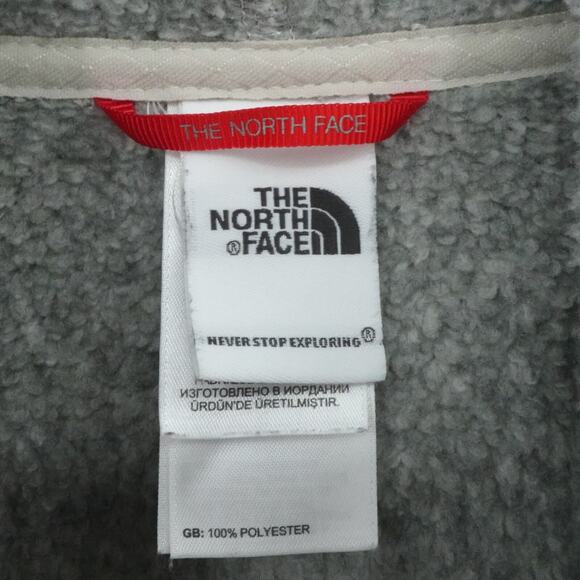 THE NORTH FACE
THE
NORTH
®FACE
NEVER STOP EXPLORING®
ИЗГОТОВЛЕНО В ИОРДАНИИ
ÜRDÜN'DE ÜRETILMIŞTIR.
GB: 100% POLYESTER